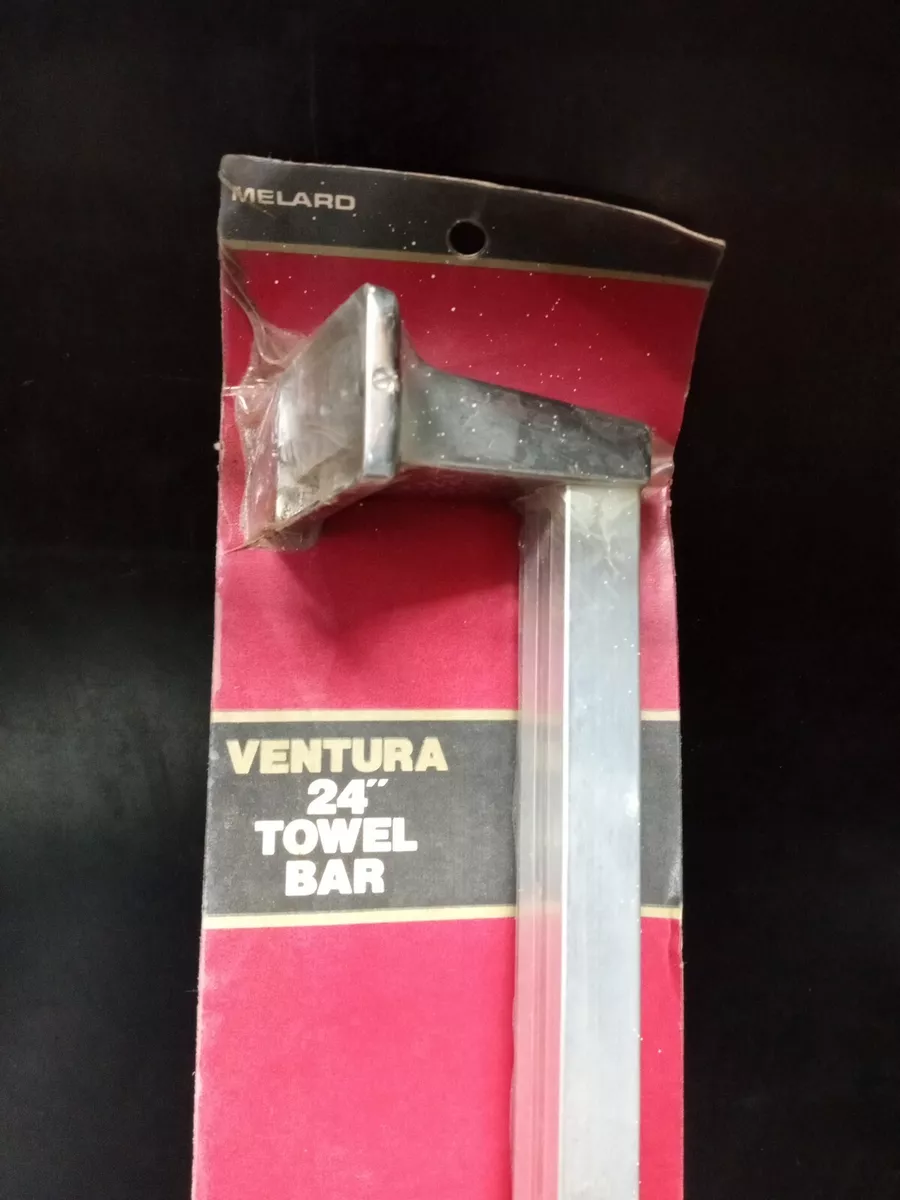 MELARD
VENTURA
24"
TOWEL
BAR